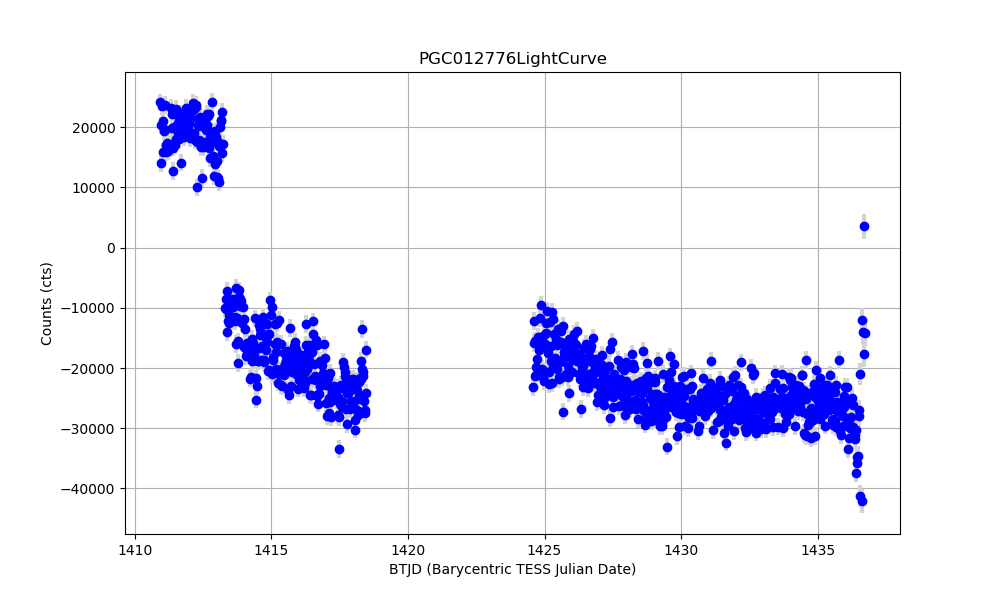 PGC012776LightCurve
Counts (cts)
20000
10000
0
−10000
−20000
−30000
−40000
1410 1415 1420 1425 1430 1435
BTJD (Barycentric TESS Julian Date)